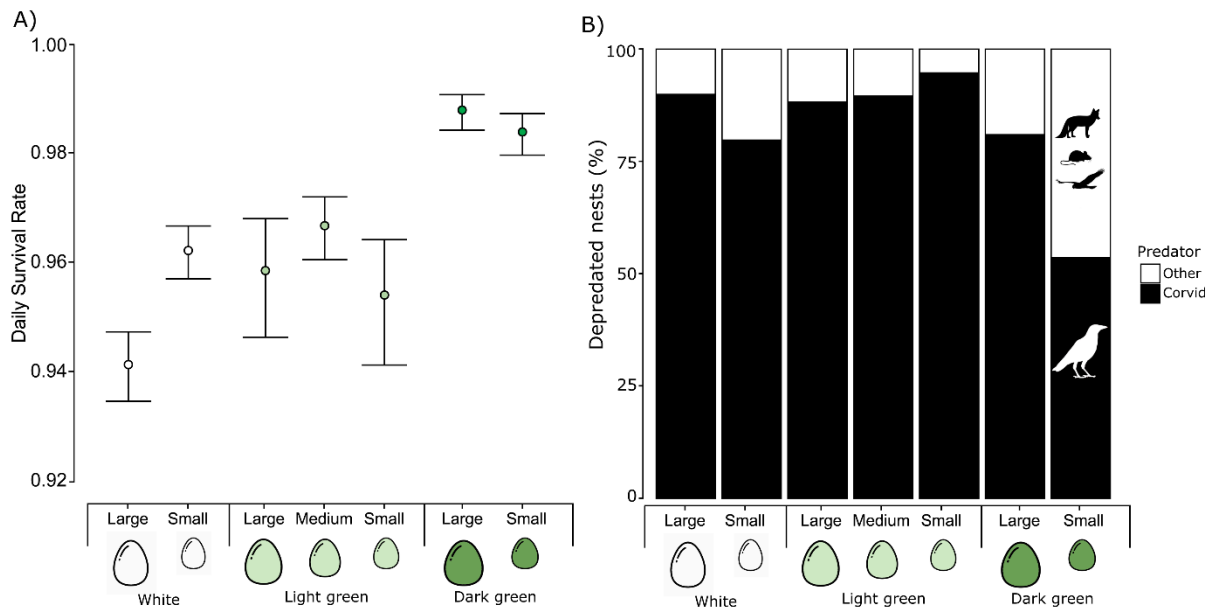 A)
1.00
0.98
0.96
0.94
0.92
Daily Survival Rate
Large Small Large Medium Small Large Small
White Light green Dark green
B)
100
75
50
25
0
Depredated nests (%)
Large Small Large Medium Small Large Small
White Light green Dark green
Predator
Other
Corvid